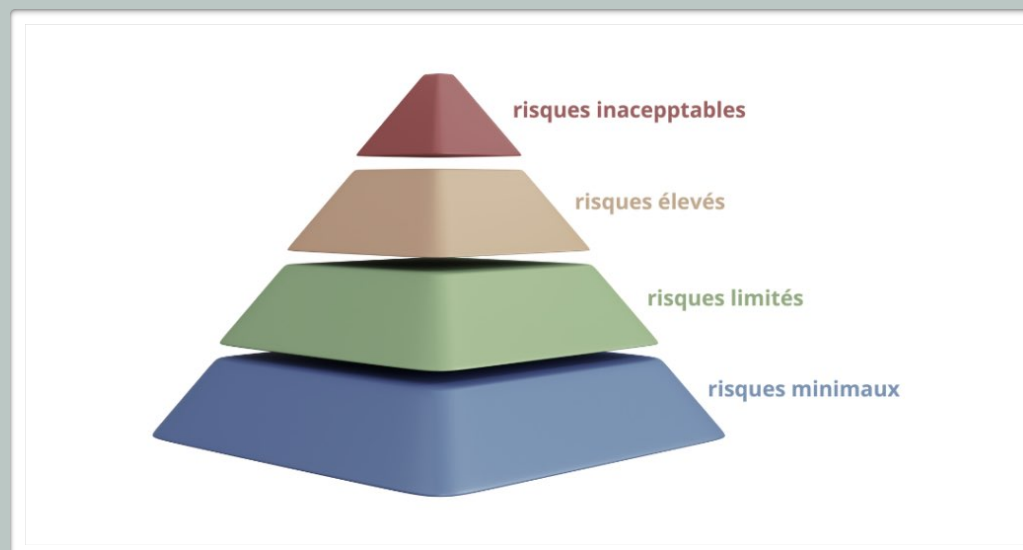 risques inacepptables
risques élevés
risques limités
risques minimaux